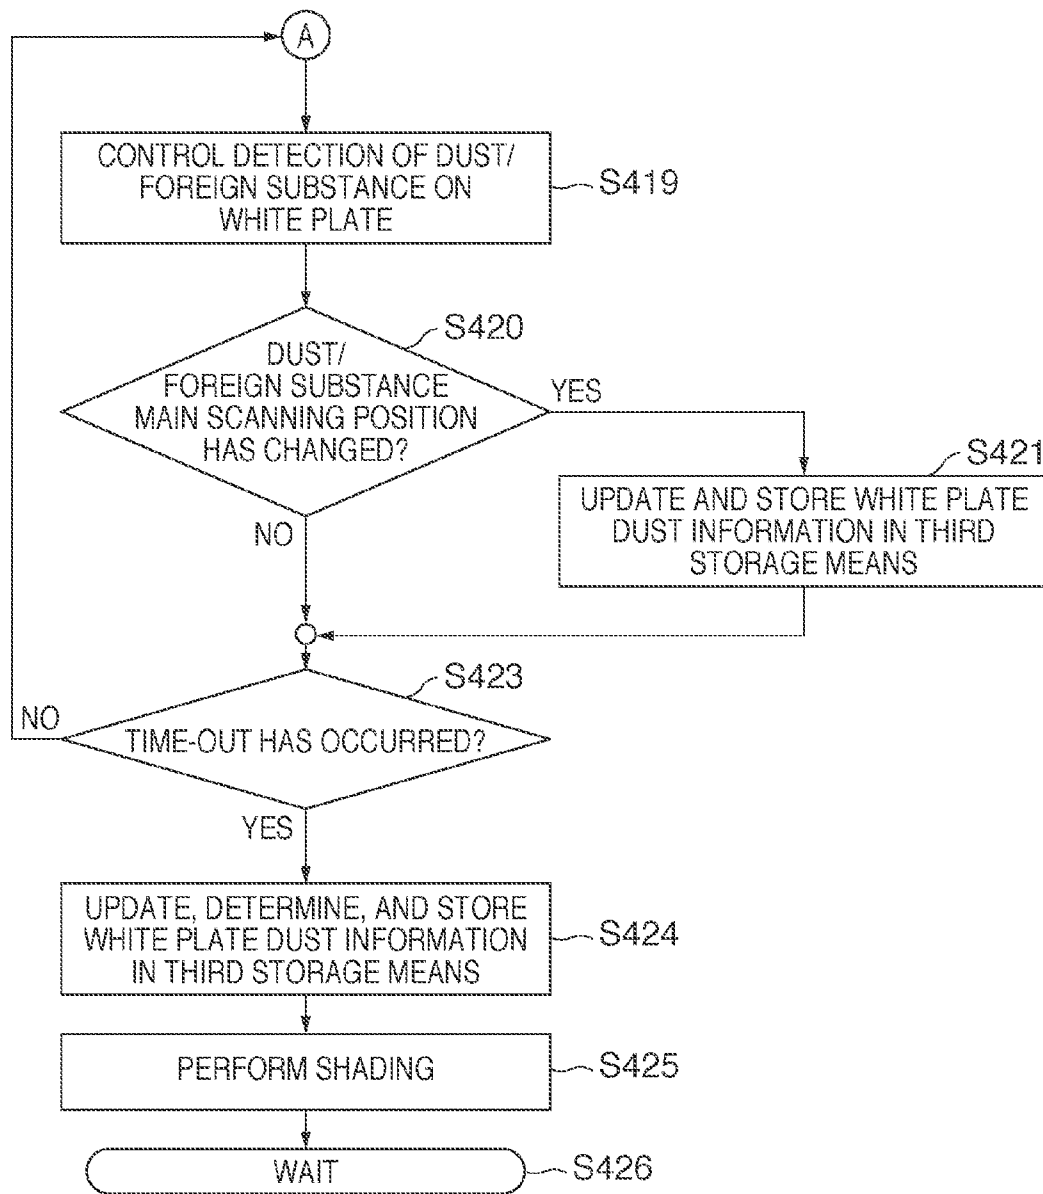 A
CONTROL DETECTION OF DUST/
FOREIGN SUBSTANCE ON
WHITE PLATE
S419
S420
DUST/
FOREIGN SUBSTANCE
MAIN SCANNING POSITION
HAS CHANGED?
YES
NO
S421
UPDATE AND STORE WHITE PLATE
DUST INFORMATION IN THIRD
STORAGE MEANS
S423
TIME-OUT HAS OCCURRED?
NO
YES
UPDATE, DETERMINE, AND STORE
WHITE PLATE DUST INFORMATION
IN THIRD STORAGE MEANS
S424
PERFORM SHADING
S425
WAIT
S426